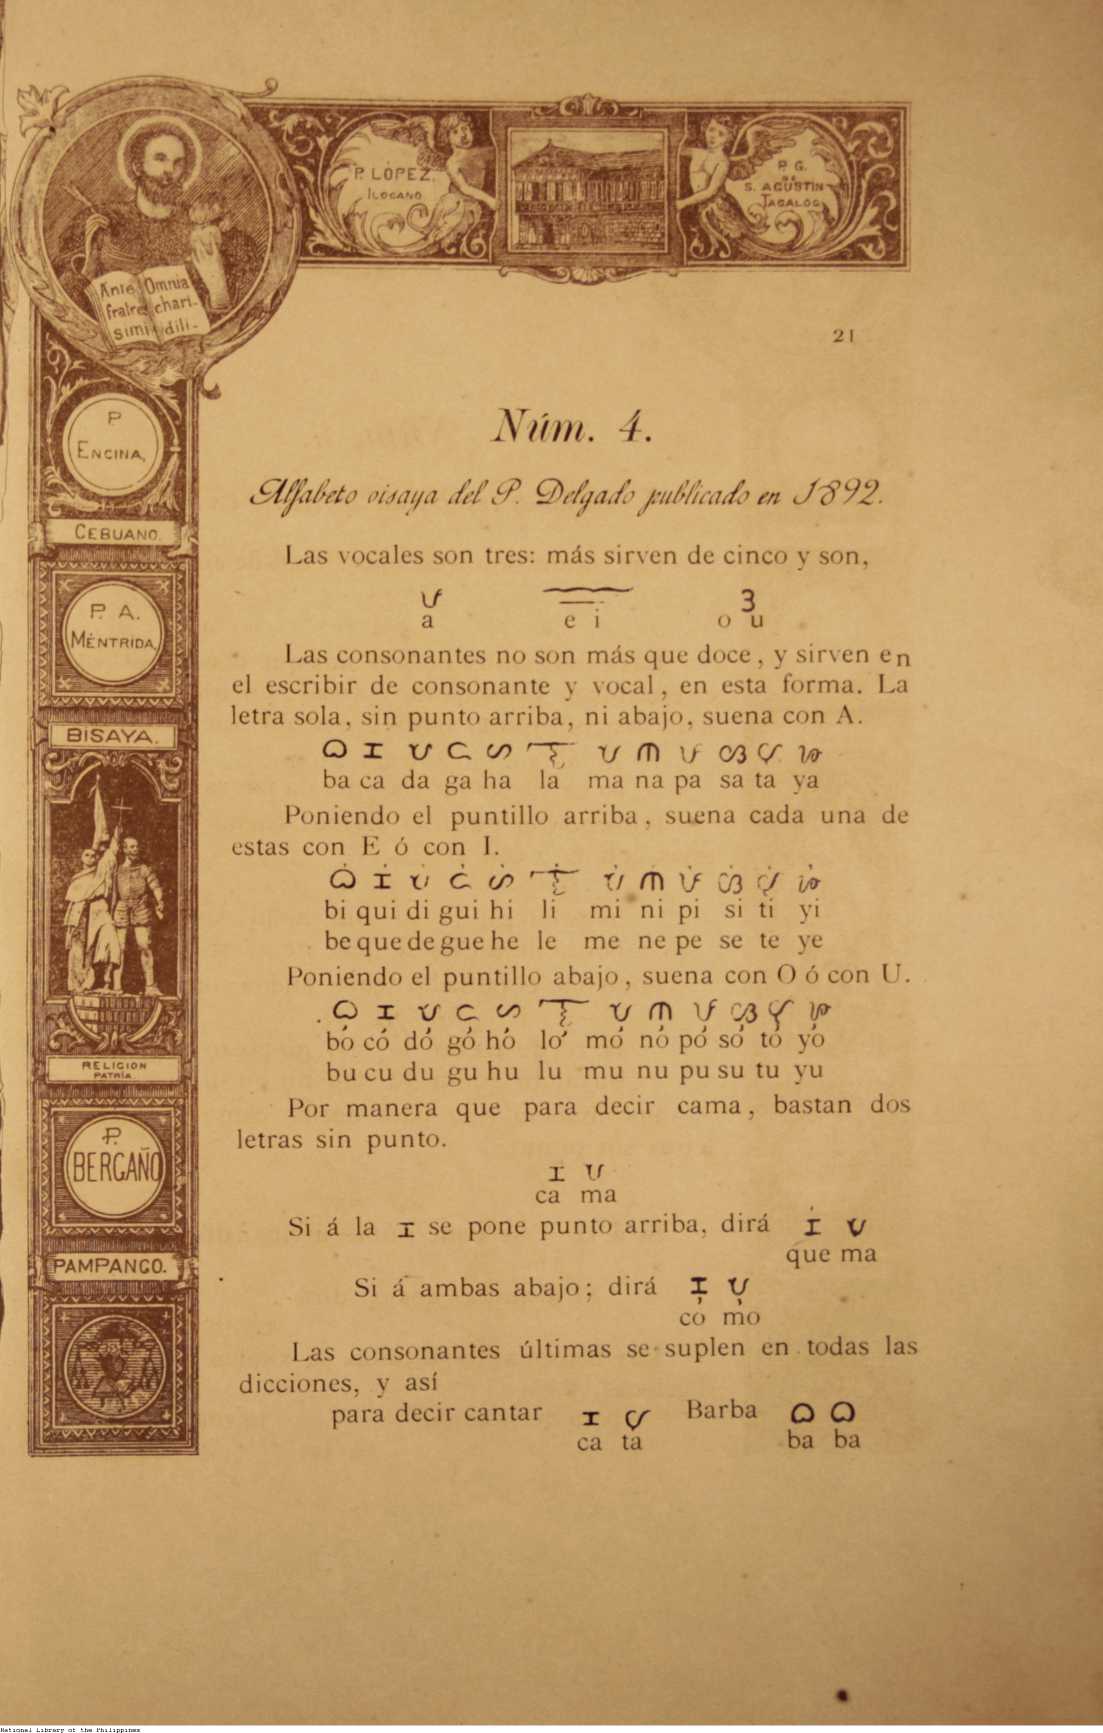 P. LÓPEZ.
ILOCANO
P. G.
DE
S. AGUSTIN
TAGALOG
Ante Omnia
fratres chari-
simi dili-
21
P
ENCINA,
CEBUANO.
P. A.
MÉNTRIDA.
BISAYA.
RELIGION
PATRIA
P.
BERGAÑO
PAMPANGO.
Núm. 4.
Alfabeto visaya del P. Delgado publicado en 1892.
Las vocales son tres: más sirven de cinco y son,
a e i o u
Las consonantes no son más que doce, y sirven en
el escribir de consonante y vocal, en esta forma. La
letra sola, sin punto arriba, ni abajo, suena con A.
ba ca da ga ha la ma na pa sa ta ya
Poniendo el puntillo arriba, suena cada una de
estas con E ó con I.
bi qui di gui hi li mi ni pi si ti yi
be que de gue he le me ne pe se te ye
Poniendo el puntillo abajo, suena con O ó con U.
bó có dó gó hó ló mó nó pó só tó yó
bu cu du gu hu lu mu nu pu su tu yu
Por manera que para decir cama, bastan dos
letras sin punto.
ca ma
Si á la se pone punto arriba, dirá
que ma
Si á ambas abajo; dirá
co mo
Las consonantes últimas se suplen en todas las
dicciones, y así
para decir cantar Barba
ca ta ba ba
National Library of the Philippines